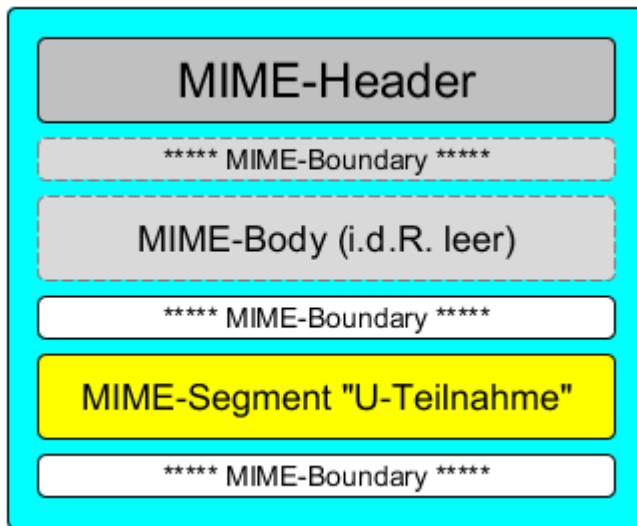 MIME-Header
***** MIME-Boundary *****
MIME-Body (i.d.R. leer)
***** MIME-Boundary *****
MIME-Segment "U-Teilnahme"
***** MIME-Boundary *****